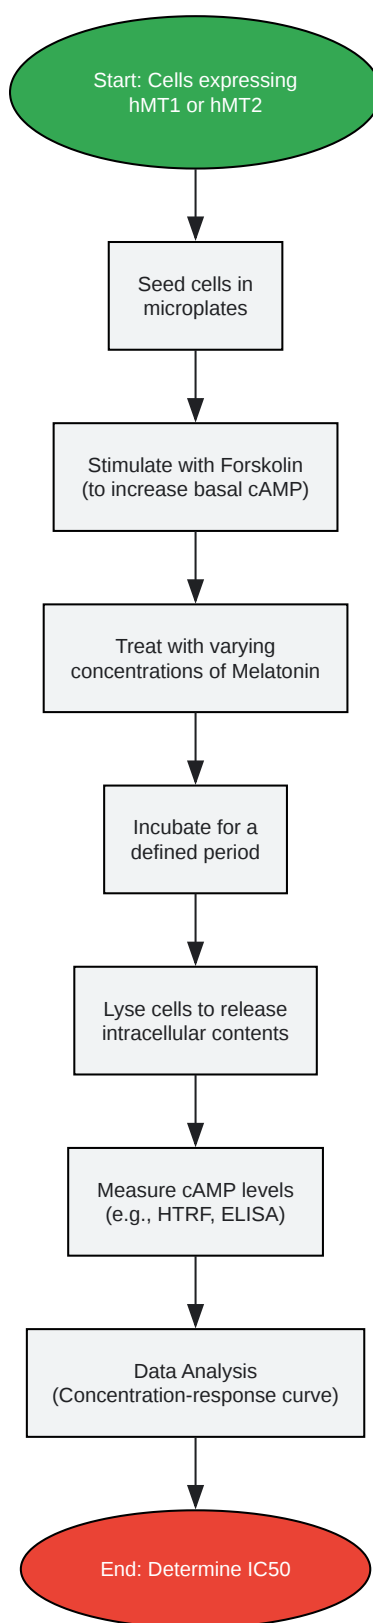 Start: Cells expressing
hMT1 or hMT2
Seed cells in
microplates
Stimulate with Forskolin
(to increase basal cAMP)
Treat with varying
concentrations of Melatonin
Incubate for a
defined period
Lyse cells to release
intracellular contents
Measure cAMP levels
(e.g., HTRF, ELISA)
Data Analysis
(Concentration-response curve)
End: Determine IC50